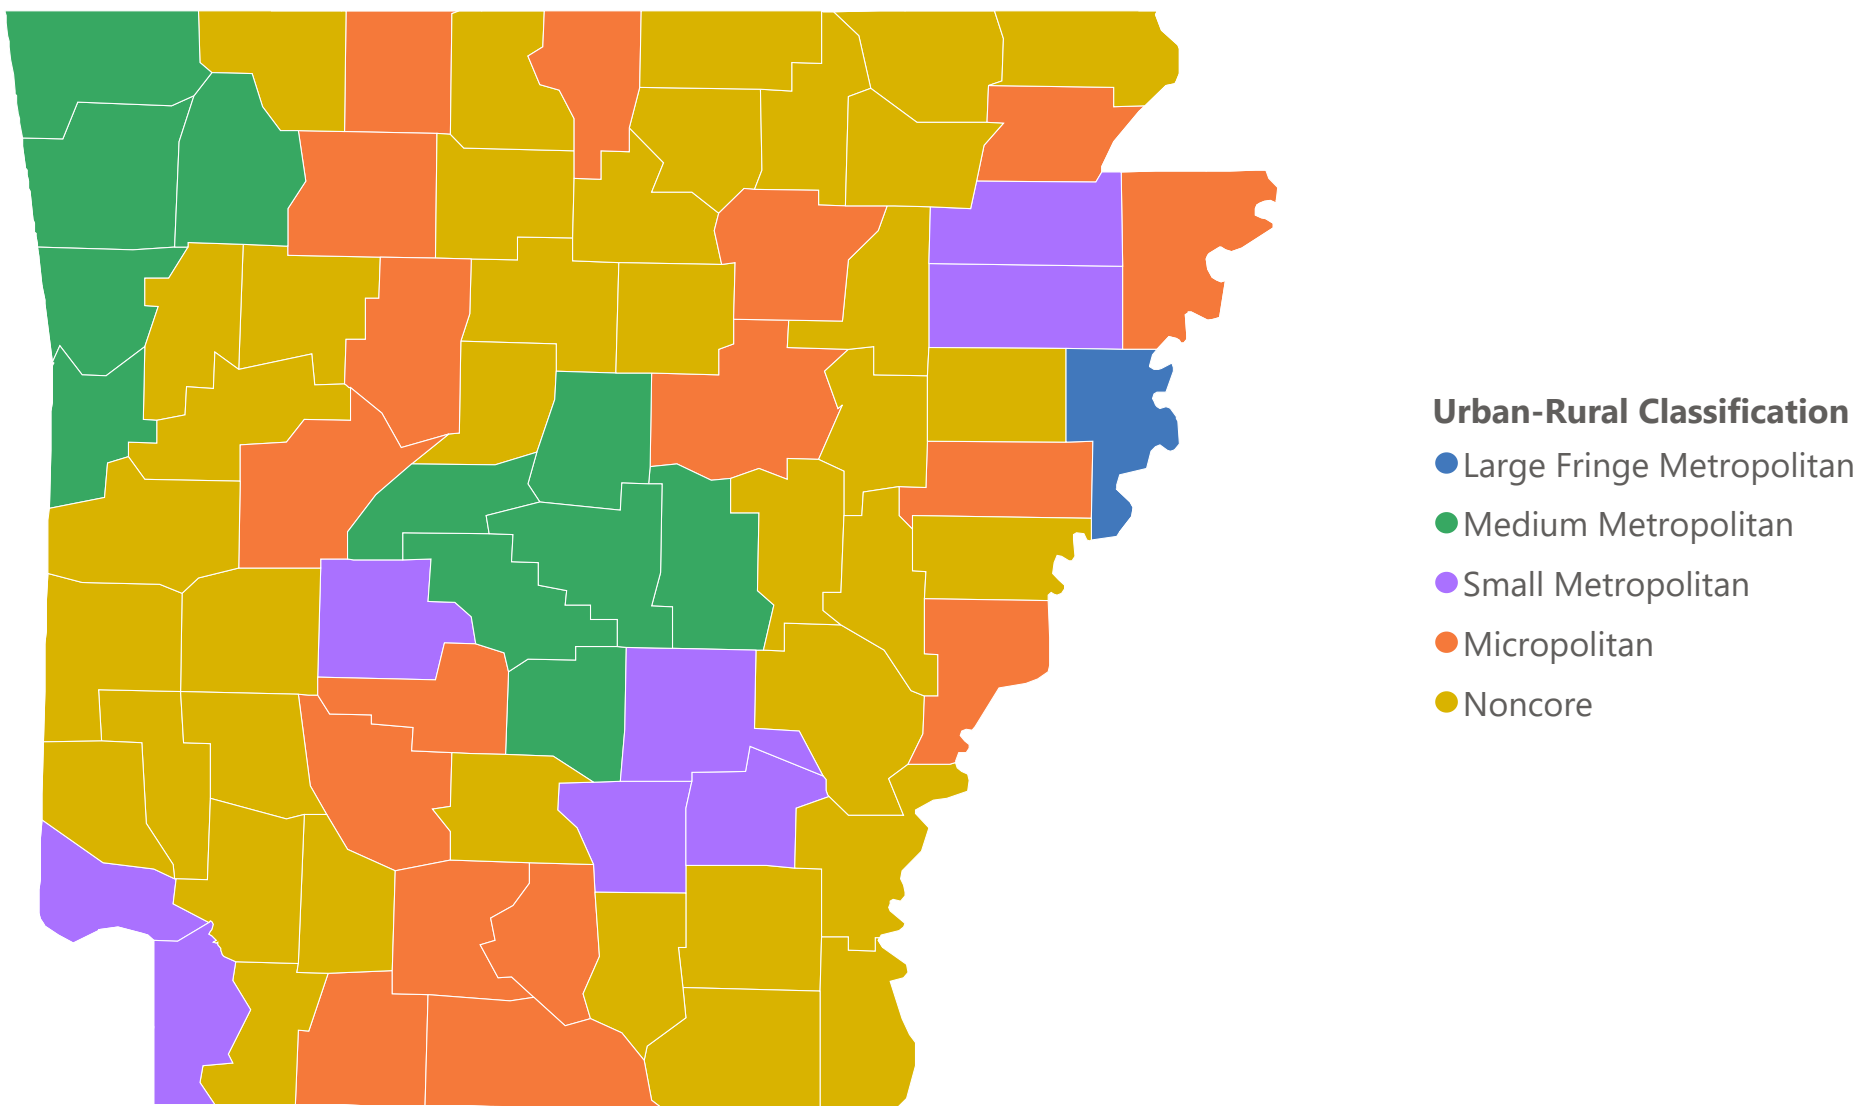 Urban-Rural Classification
Large Fringe Metropolitan
Medium Metropolitan
Small Metropolitan
Micropolitan
Noncore